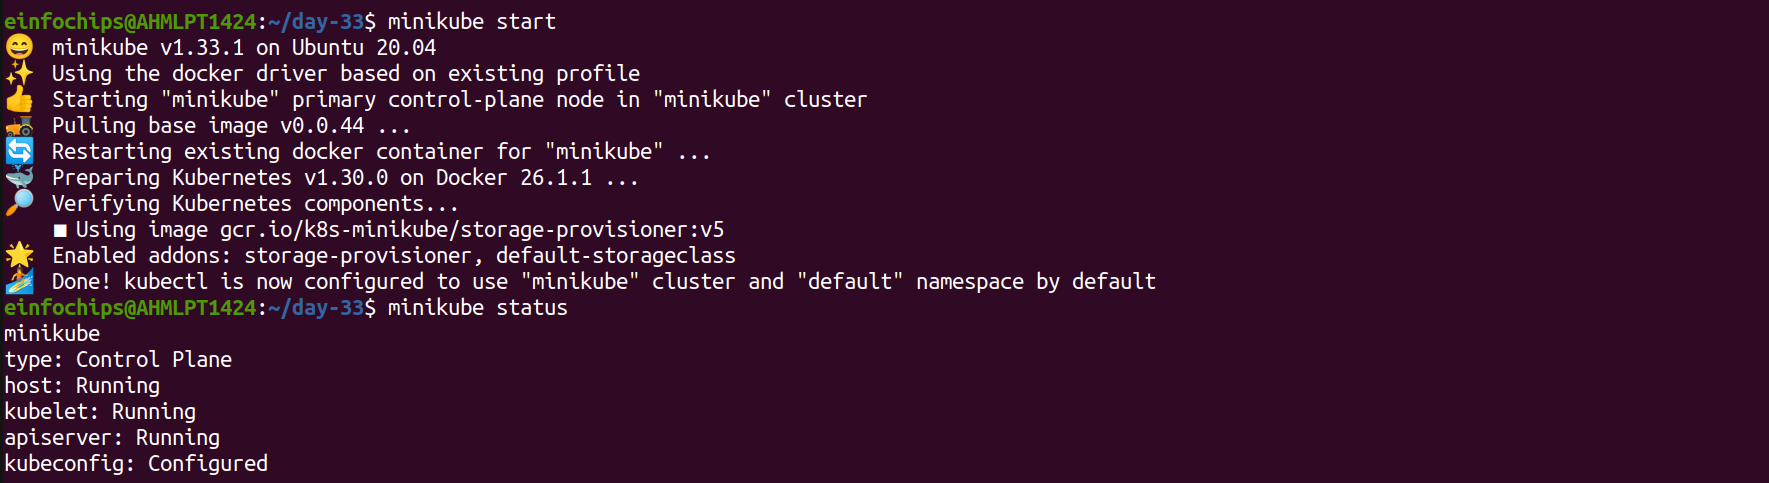 einfochips@AHMLPT1424:~/day-33$ minikube start
😄 minikube v1.33.1 on Ubuntu 20.04
✨ Using the docker driver based on existing profile
👍 Starting "minikube" primary control-plane node in "minikube" cluster
🚜 Pulling base image v0.0.44 ...
🔄 Restarting existing docker container for "minikube" ...
🐳 Preparing Kubernetes v1.30.0 on Docker 26.1.1 ...
🔎 Verifying Kubernetes components...
■ Using image gcr.io/k8s-minikube/storage-provisioner:v5
🌟 Enabled addons: storage-provisioner, default-storageclass
🏄 Done! kubectl is now configured to use "minikube" cluster and "default" namespace by default
einfochips@AHMLPT1424:~/day-33$ minikube status
minikube
type: Control Plane
host: Running
kubelet: Running
apiserver: Running
kubeconfig: Configured